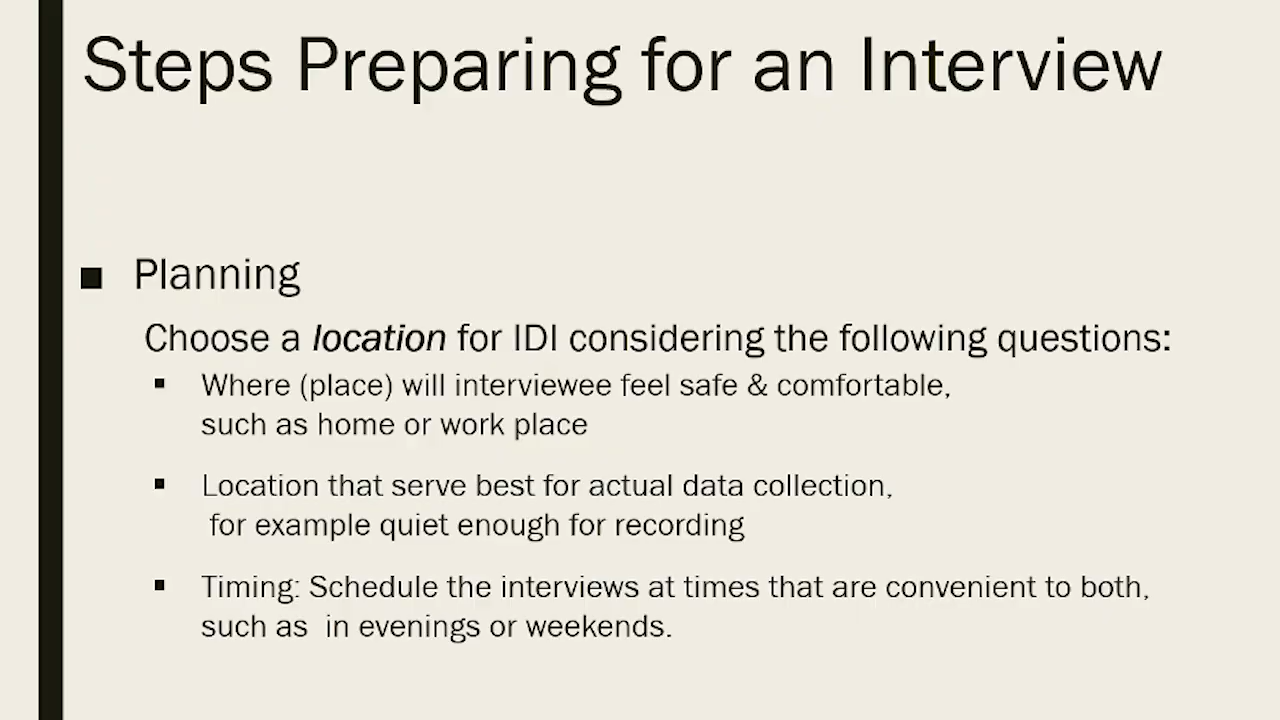 Steps Preparing for an Interview
■ Planning
Choose a location for IDI considering the following questions:
▪ Where (place) will interviewee feel safe & comfortable,
such as home or work place
▪ Location that serve best for actual data collection,
for example quiet enough for recording
▪ Timing: Schedule the interviews at times that are convenient to both,
such as  in evenings or weekends.